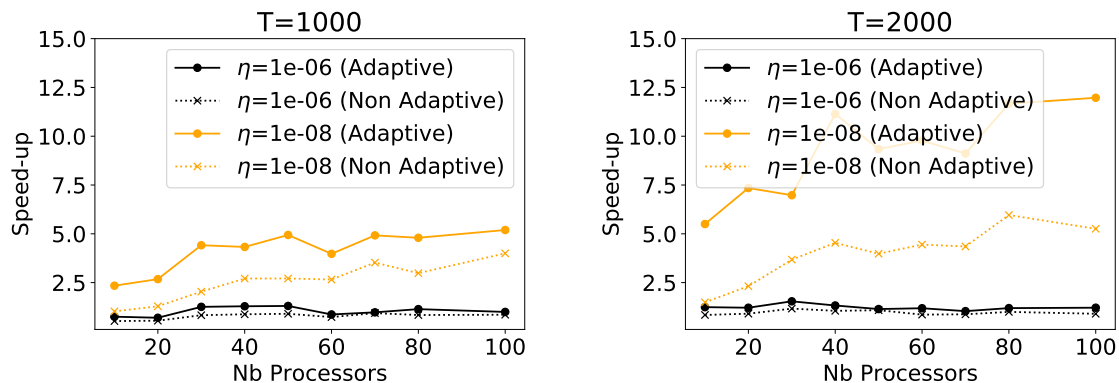 T=1000
15.0
12.5
10.0
7.5
5.0
2.5
Speed-up
η=1e-06 (Adaptive)
η=1e-06 (Non Adaptive)
η=1e-08 (Adaptive)
η=1e-08 (Non Adaptive)
20 40 60 80 100
Nb Processors
T=2000
15.0
12.5
10.0
7.5
5.0
2.5
Speed-up
η=1e-06 (Adaptive)
η=1e-06 (Non Adaptive)
η=1e-08 (Adaptive)
η=1e-08 (Non Adaptive)
20 40 60 80 100
Nb Processors